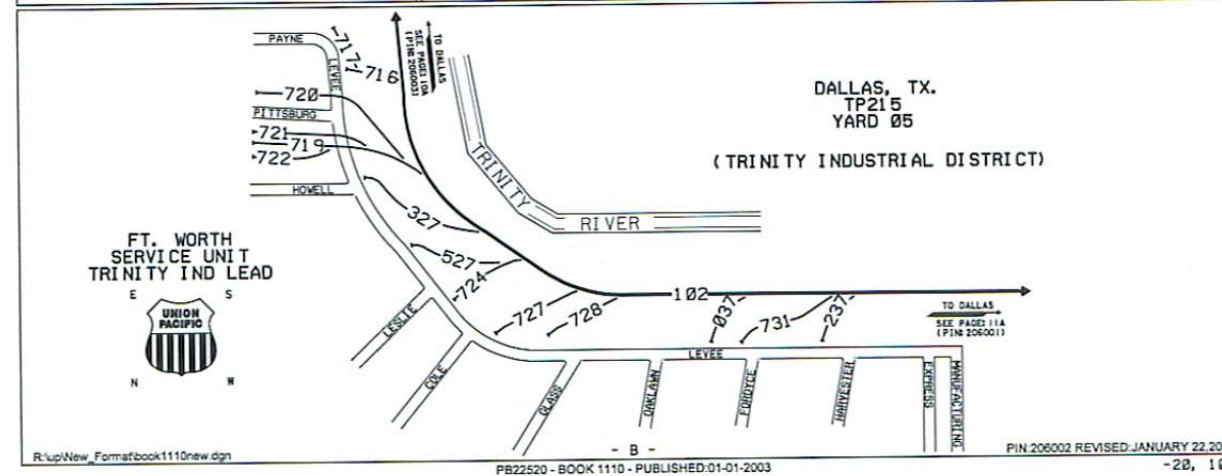 PAYNE
LEVEE
717
716
TO DALLAS
SEE PAGE: 10A
(PIN: 206003)
720
PITTSBURG
721
719
722
HOWELL
TRINITY
RIVER
DALLAS, TX.
TP215
YARD 05
(TRINITY INDUSTRIAL DISTRICT)
327
527
724
727
728
102
037
731
237
TO DALLAS
SEE PAGE: 11A
(PIN: 206001)
FT. WORTH
SERVICE UNIT
TRINITY IND LEAD
E S
UNION
PACIFIC
N W
LESLIE
COLE
GLASS
LEVEE
OAKLAWN
FORDYCE
HARVESTER
EXPRESS
MANUFACTURING
- B -
R:\up\New_Format\book1110new.dgn
PIN:206002 REVISED:JANUARY 22,20
PB22520 - BOOK 1110 - PUBLISHED:01-01-2003
-20, 10